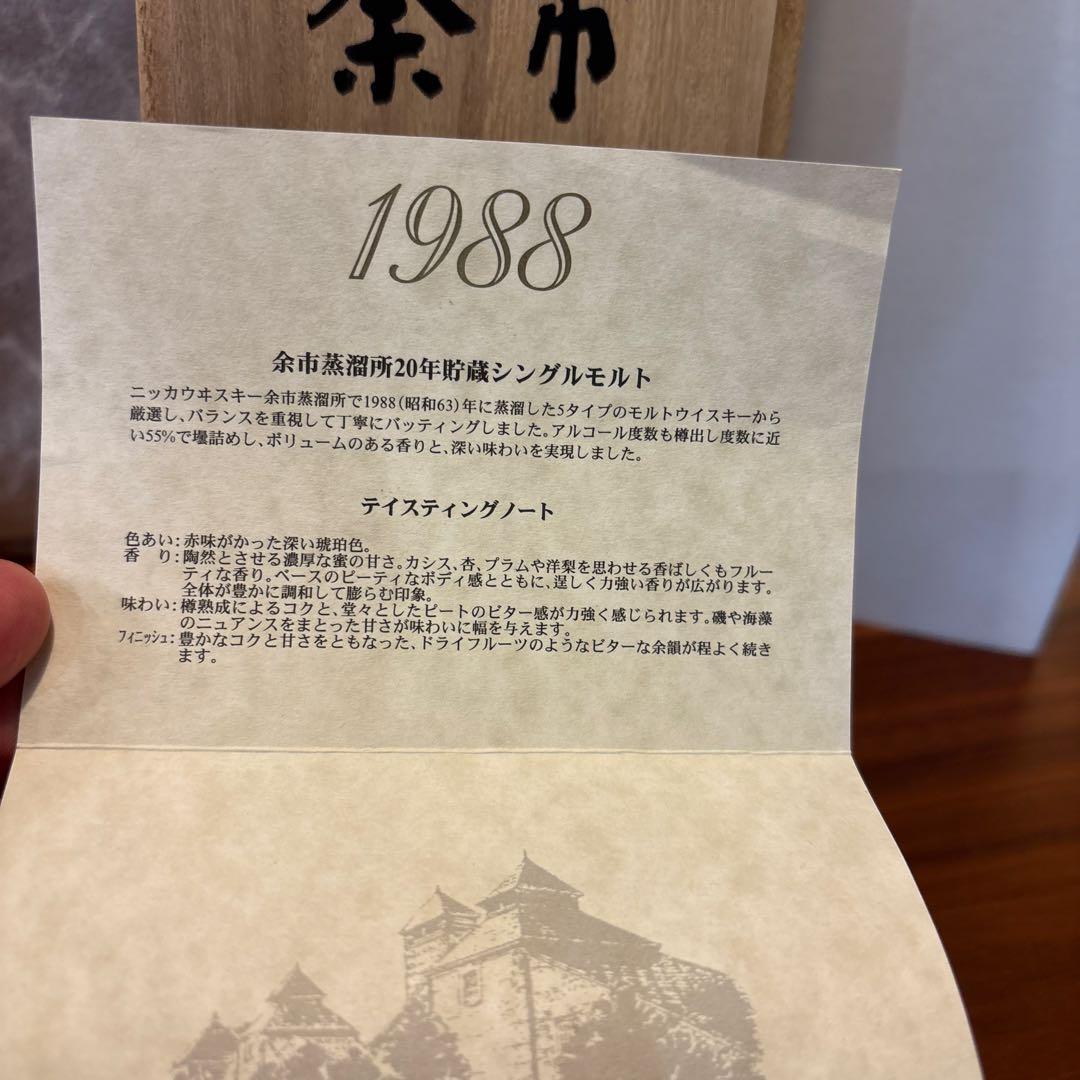 余市
1988
余市蒸溜所20年貯蔵シングルモルト
ニッカウヰスキー余市蒸溜所で1988(昭和63)年に蒸溜した5タイプのモルトウイスキーから
厳選し、バランスを重視して丁寧にバッティングしました。アルコール度数も樽出し度数に近
い55%で壜詰めし、ボリュームのある香りと、深い味わいを実現しました。
テイスティングノート
色あい：赤味がかった深い琥珀色。
香　り：陶然とさせる濃厚な蜜の甘さ。カシス、杏、プラムや洋梨を思わせる香ばしくもフルー
ティな香り。ベースのピーティなボディ感とともに、逞しく力強い香りが広がります。
全体が豊かに調和して膨らむ印象。
味わい：樽熟成によるコクと、堂々としたピートのビター感が力強く感じられます。磯や海藻
のニュアンスをまとった甘さが味わいに幅を与えます。
フィニッシュ：豊かなコクと甘さをともなった、ドライフルーツのようなビターな余韻が程よく続き
ます。